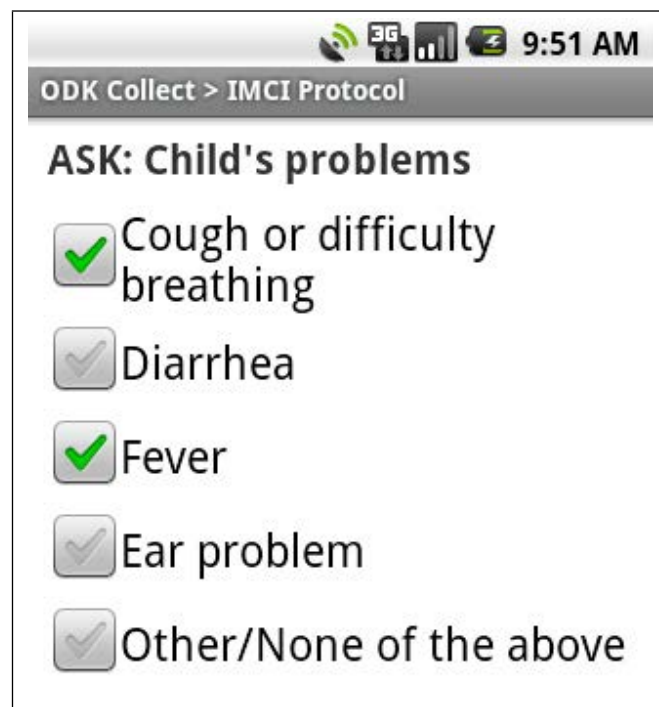 3G 9:51 AM
ODK Collect > IMCI Protocol
ASK: Child's problems
Cough or difficulty
breathing
Diarrhea
Fever
Ear problem
Other/None of the above